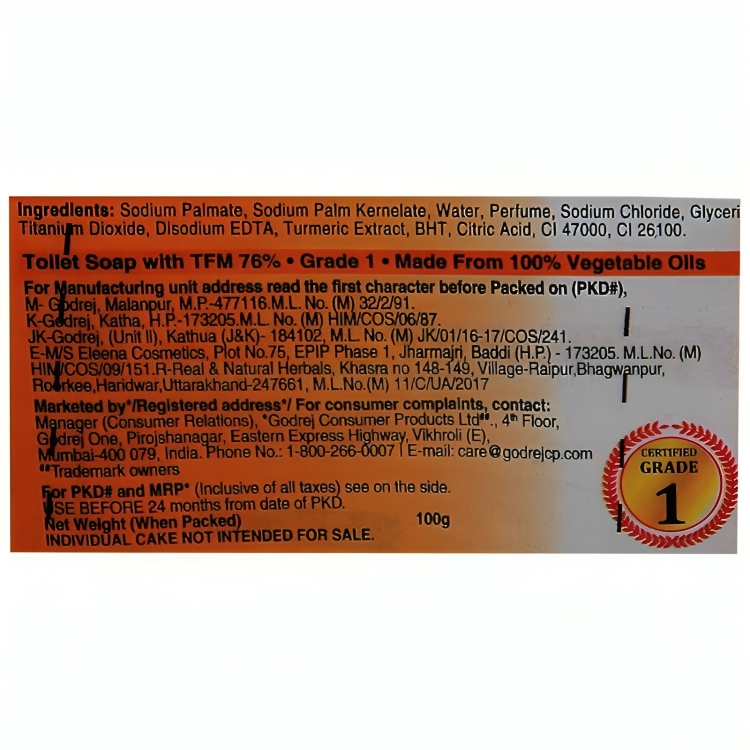 Ingredients: Sodium Palmate, Sodium Palm Kernelate, Water, Perfume, Sodium Chloride, Glyceri
Titanium Dioxide, Disodium EDTA, Turmeric Extract, BHT, Citric Acid, CI 47000, CI 26100.
Toilet Soap with TFM 76% • Grade 1 • Made From 100% Vegetable Oils
For Manufacturing unit address read the first character before Packed on (PKD#),
M- Godrej, Malanpur, M.P.-477116.M.L. No. (M) 32/2/91.
K-Godrej, Katha, H.P.-173205.M.L. No. (M) HIM/COS/06/87.
JK-Godrej, (Unit II), Kathua (J&K)- 184102, M.L. No. (M) JK/01/16-17/COS/241.
E-M/S Eleena Cosmetics, Plot No.75, EPIP Phase 1, Jharmajri, Baddi (H.P.) - 173205. M.L.No. (M)
HIM/COS/09/151.R-Real & Natural Herbals, Khasra no 148-149, Village-Raipur,Bhagwanpur,
Roorkee,Haridwar,Uttarakhand-247661, M.L.No.(M) 11/C/UA/2017
Marketed by*/Registered address*/ For consumer complaints, contact:
Manager (Consumer Relations), *Godrej Consumer Products Ltd##., 4th Floor,
Godrej One, Pirojshanagar, Eastern Express Highway, Vikhroli (E),
Mumbai-400 079, India. Phone No.: 1-800-266-0007 | E-mail: care@godrejcp.com
##Trademark owners
For PKD# and MRP* (Inclusive of all taxes) see on the side.
USE BEFORE 24 months from date of PKD.
Net Weight (When Packed) 100g
INDIVIDUAL CAKE NOT INTENDED FOR SALE.
CERTIFIED
GRADE
1